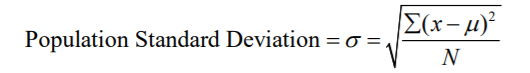 Population Standard Deviation = σ = √(Σ(x − μ)² / N)